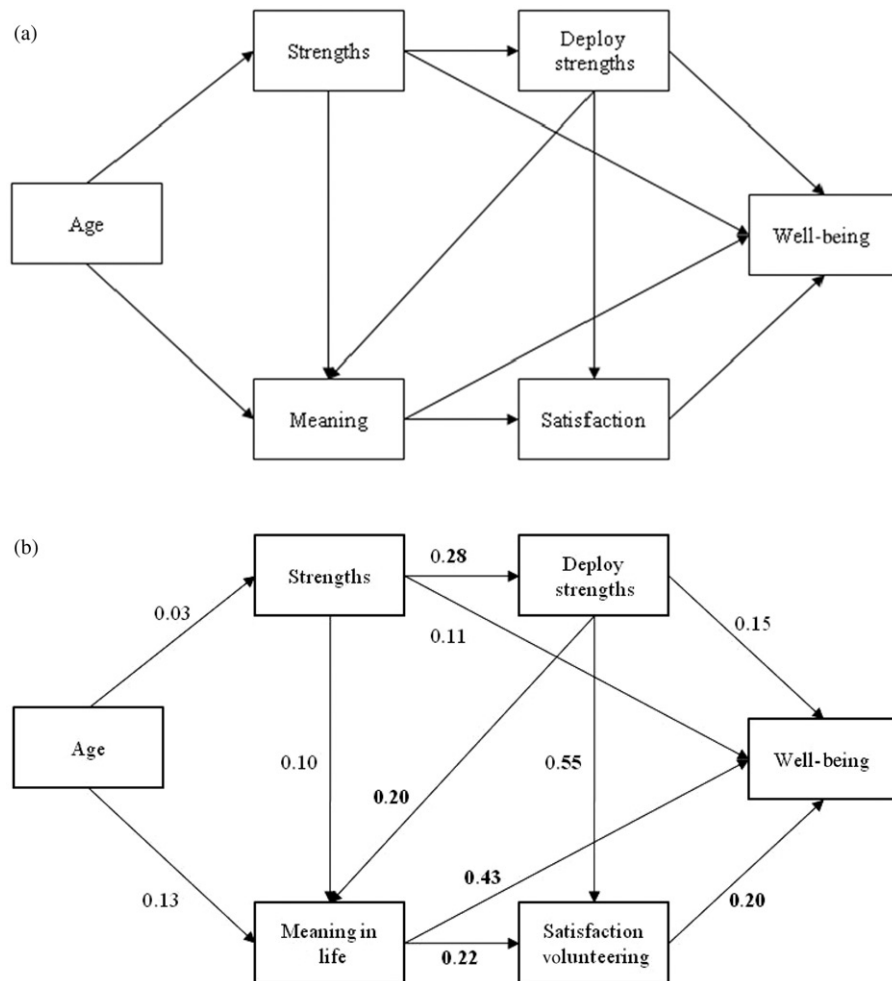 (a)
Strengths
Deploy
strengths
Age
Well-being
Meaning
Satisfaction
(b)
Strengths
0.28
Deploy
strengths
0.03
0.11
0.15
Age
0.10
0.55
Well-being
0.20
0.43
0.13
0.20
Meaning in
life
0.22
Satisfaction
volunteering